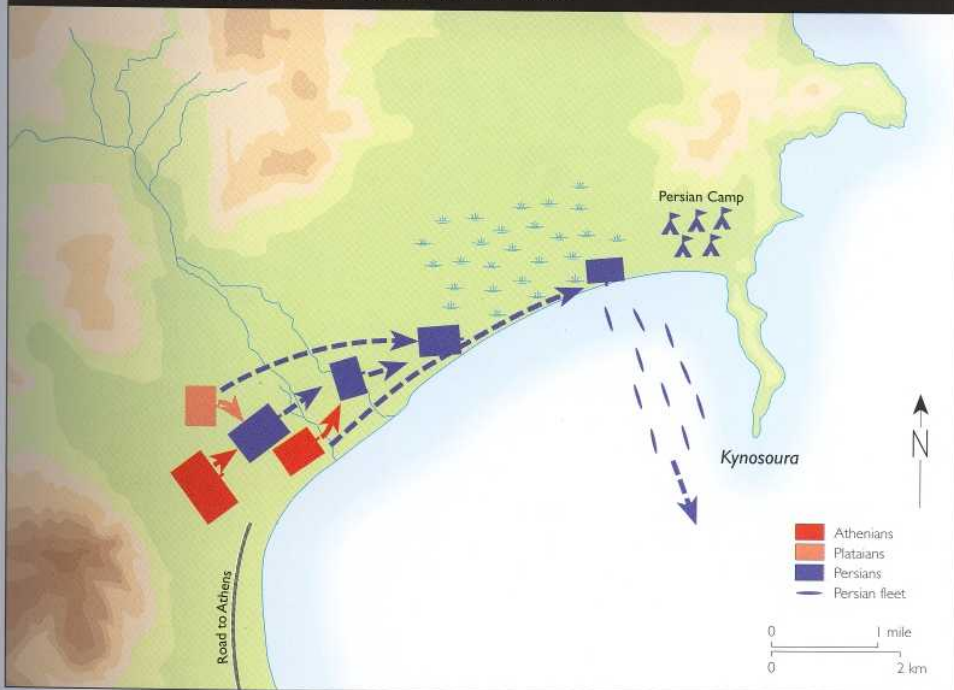 Persian Camp
Kynosoura
N
Road to Athens
Athenians
Plataians
Persians
Persian fleet
0 1 mile
0 2 km